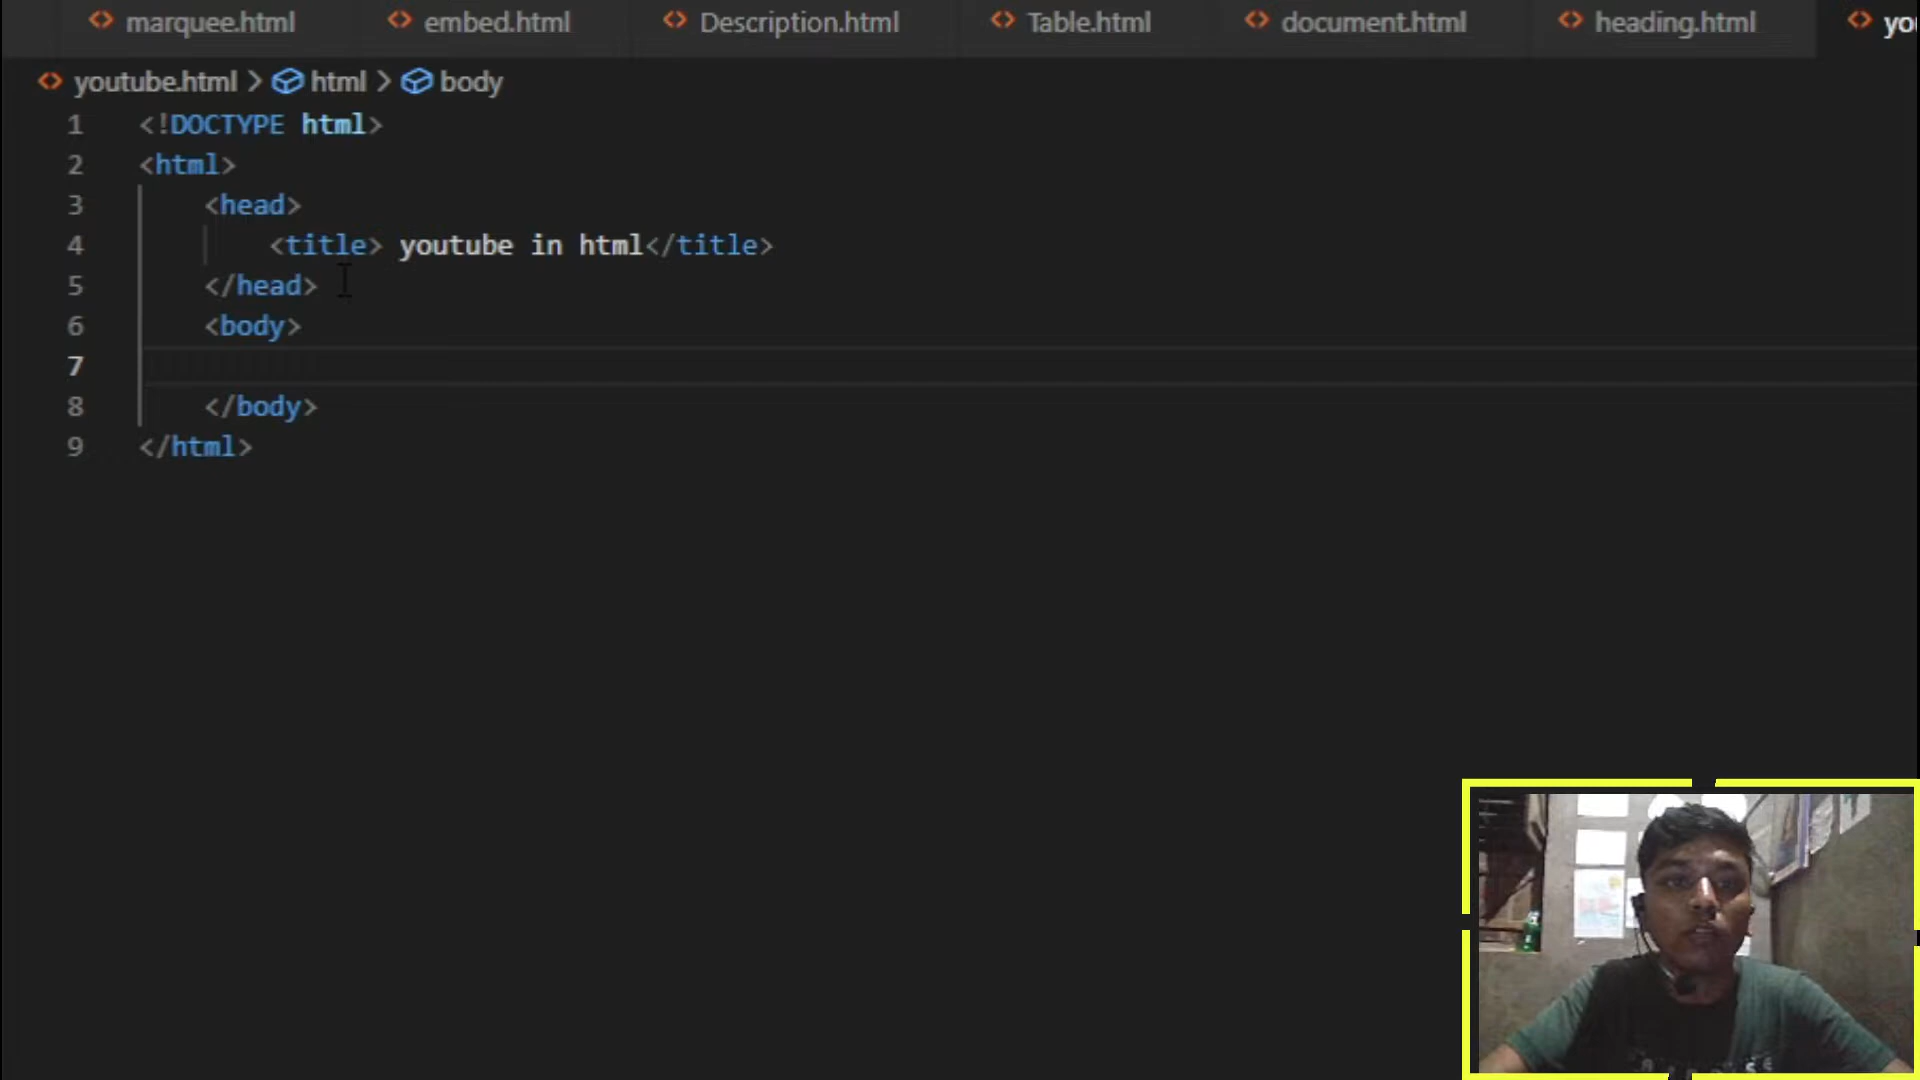 marquee.html embed.html Description.html Table.html document.html heading.html you
youtube.html > html > body
1 <!DOCTYPE html>
2 <html>
3 <head>
4 <title> youtube in html</title>
5 </head>
6 <body>
7
8 </body>
9 </html>